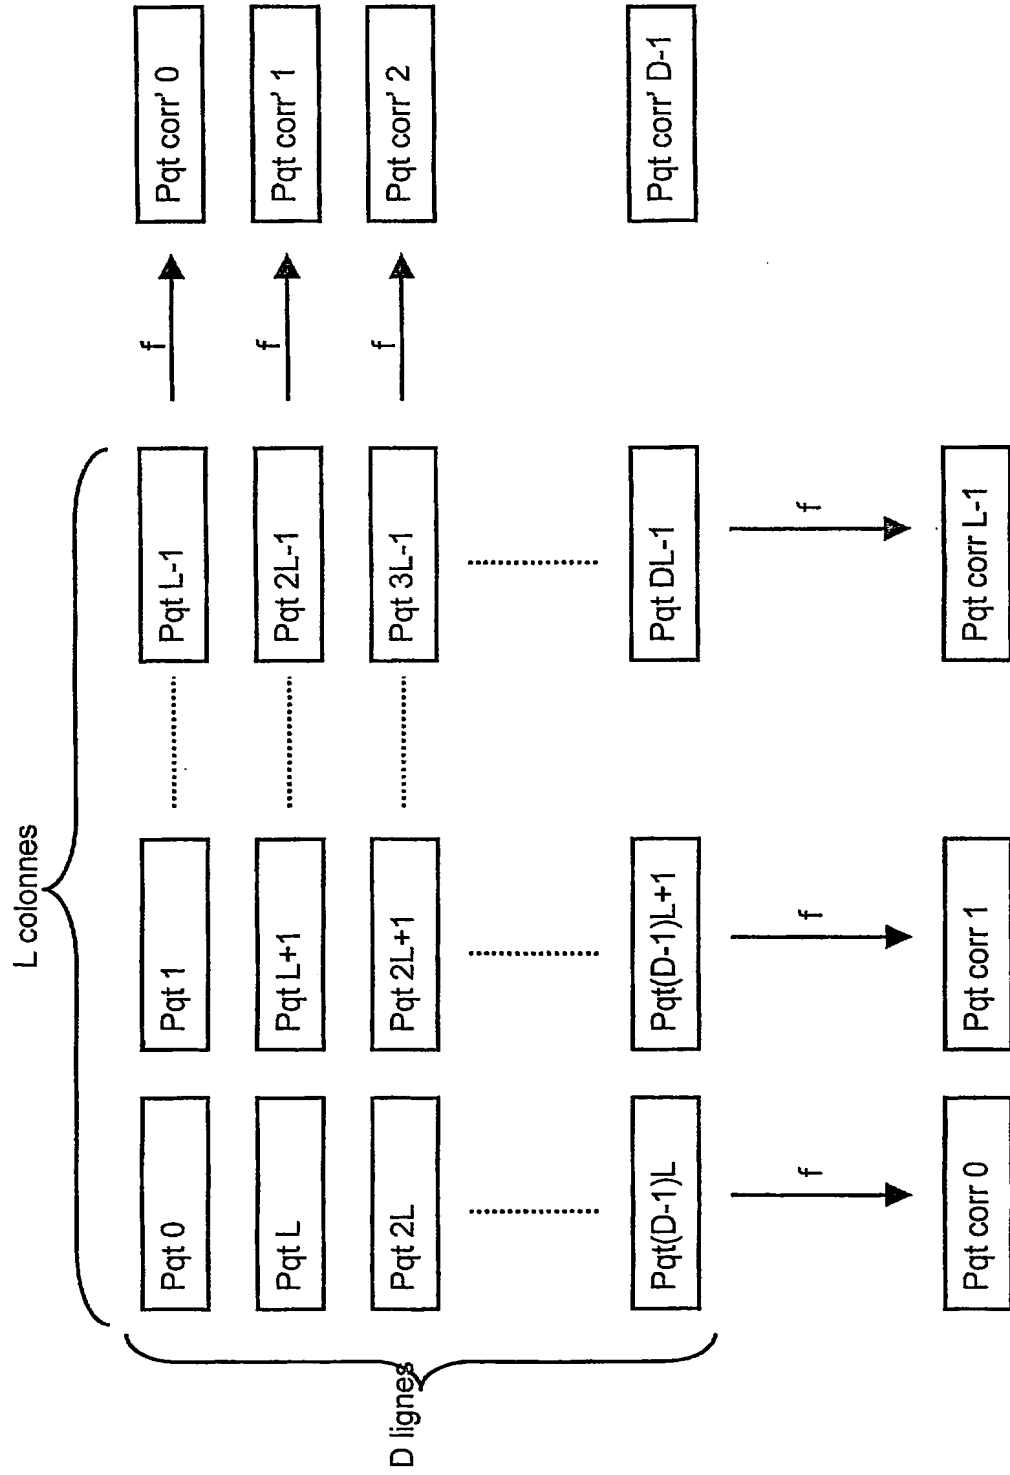 L colonnes
D lignes
Pqt 0
Pqt 1
Pqt L-1
f
Pqt corr' 0
Pqt L
Pqt L+1
Pqt 2L-1
f
Pqt corr' 1
Pqt 2L
Pqt 2L+1
Pqt 3L-1
f
Pqt corr' 2
Pqt(D-1)L
Pqt(D-1)L+1
Pqt DL-1
Pqt corr' D-1
f
f
f
Pqt corr 0
Pqt corr 1
Pqt corr L-1